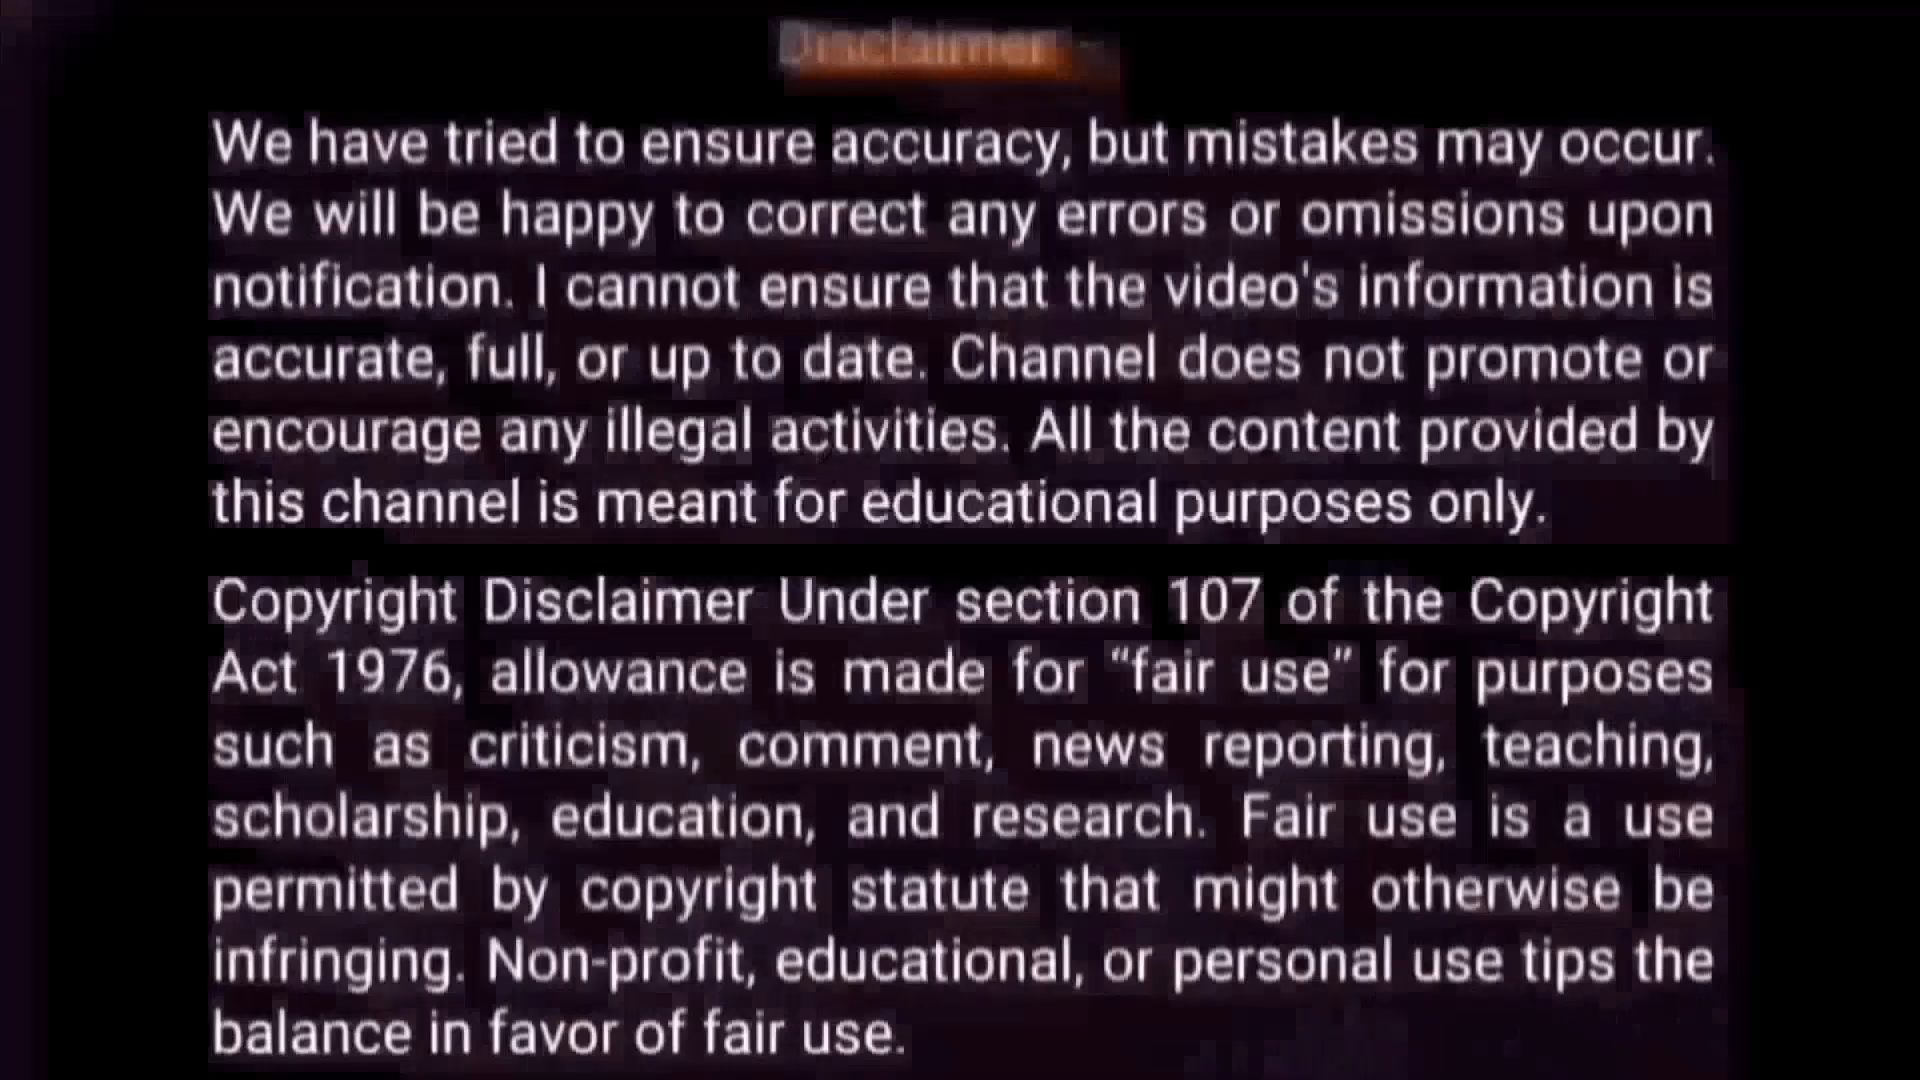 Disclaimer
We have tried to ensure accuracy, but mistakes may occur.
We will be happy to correct any errors or omissions upon
notification. I cannot ensure that the video's information is
accurate, full, or up to date. Channel does not promote or
encourage any illegal activities. All the content provided by
this channel is meant for educational purposes only.
Copyright Disclaimer Under section 107 of the Copyright
Act 1976, allowance is made for “fair use” for purposes
such as criticism, comment, news reporting, teaching,
scholarship, education, and research. Fair use is a use
permitted by copyright statute that might otherwise be
infringing. Non-profit, educational, or personal use tips the
balance in favor of fair use.